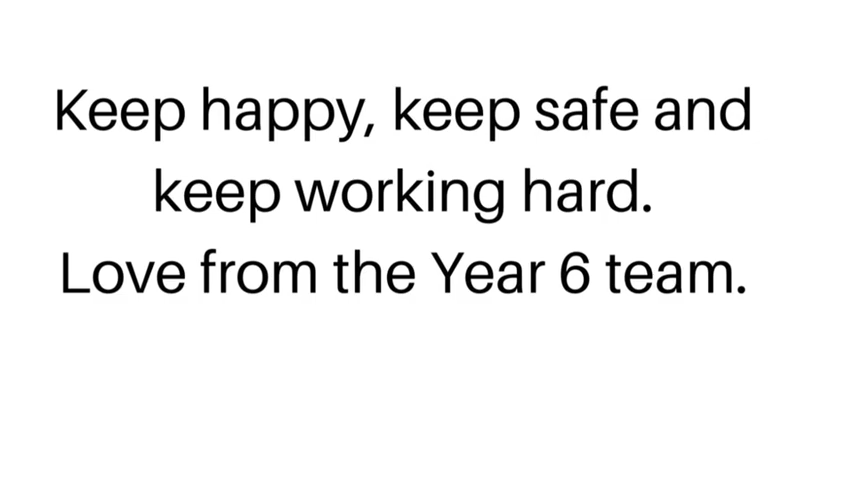 Keep happy, keep safe and
keep working hard.
Love from the Year 6 team.